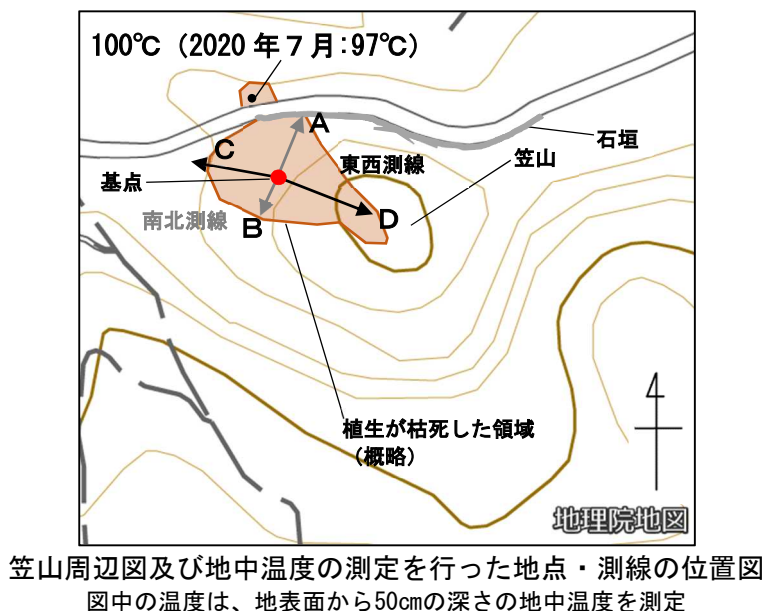 100℃（2020年７月:97℃）
A
石垣
C
東西測線
笠山
基点
D
南北測線
B
植生が枯死した領域
（概略）
4
地理院地図
笠山周辺図及び地中温度の測定を行った地点・測線の位置図
図中の温度は、地表面から50㎝の深さの地中温度を測定